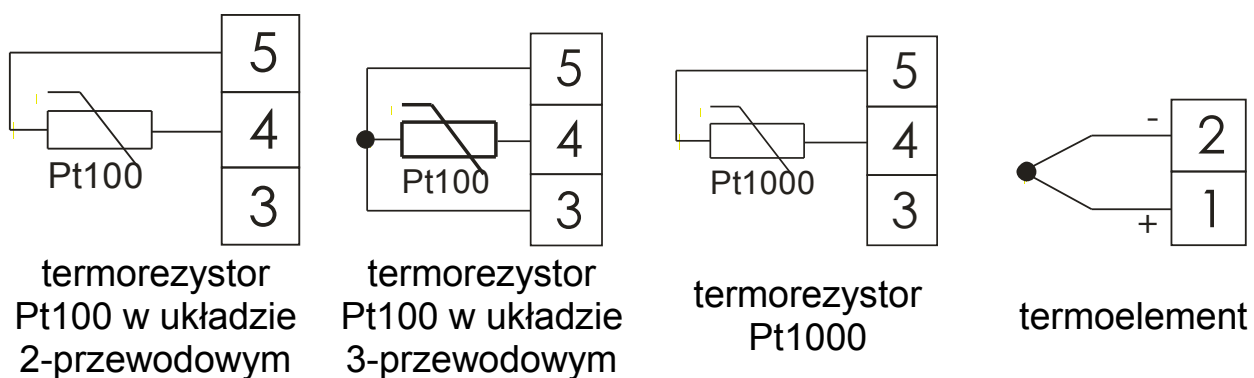 5
4
3
Pt100
termorezystor
Pt100 w układzie
2-przewodowym
5
4
3
Pt100
termorezystor
Pt100 w układzie
3-przewodowym
5
4
3
Pt1000
termorezystor
Pt1000
-
2
+
1
termoelement